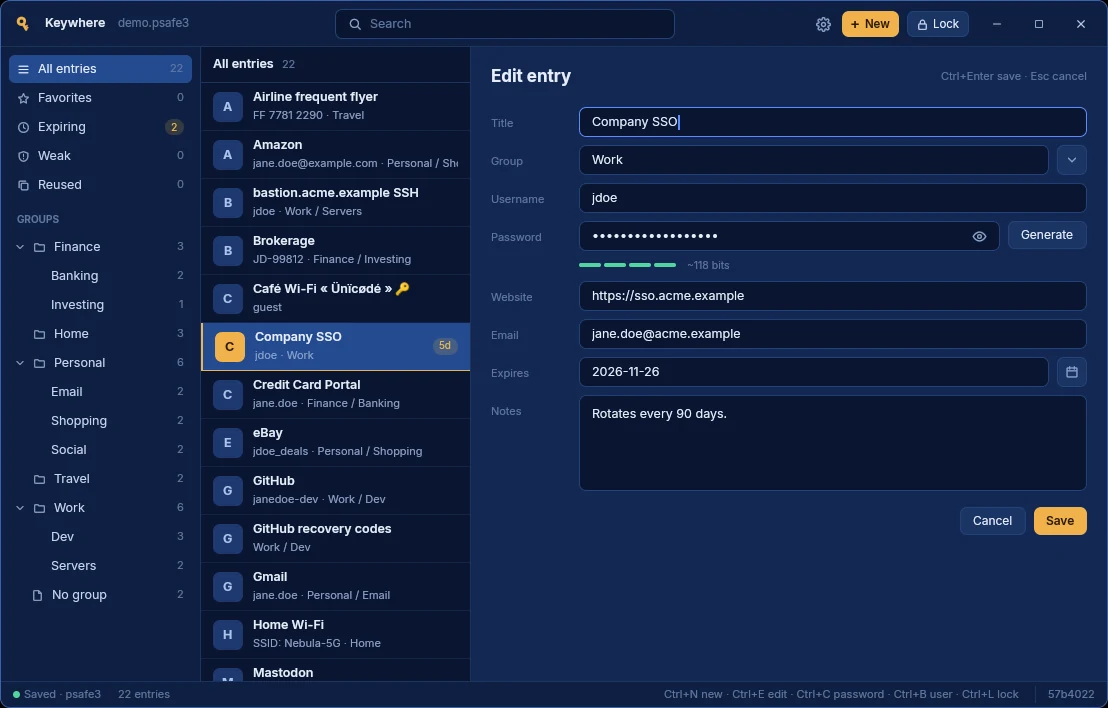 Keywhere demo.psafe3
Search
+ New
Lock
All entries 22
Favorites 0
Expiring 2
Weak 0
Reused 0
GROUPS
Finance 3
Banking 2
Investing 1
Home 3
Personal 6
Email 2
Shopping 2
Social 2
Travel 2
Work 6
Dev 3
Servers 2
No group 2
All entries 22
A
Airline frequent flyer
FF 7781 2290 · Travel
A
Amazon
jane.doe@example.com · Personal / Sh
B
bastion.acme.example SSH
jdoe · Work / Servers
B
Brokerage
JD-99812 · Finance / Investing
C
Café Wi-Fi « Ünïcødé » 🔑
guest
C
Company SSO
jdoe · Work
5d
C
Credit Card Portal
jane.doe · Finance / Banking
E
eBay
jdoe_deals · Personal / Shopping
G
GitHub
janedoe-dev · Work / Dev
G
GitHub recovery codes
Work / Dev
G
Gmail
jane.doe · Personal / Email
H
Home Wi-Fi
SSID: Nebula-5G · Home
M
Mastodon
Edit entry
Ctrl+Enter save · Esc cancel
Title
Company SSO
Group
Work
Username
jdoe
Password
••••••••••••••••••
Generate
~118 bits
Website
https://sso.acme.example
Email
jane.doe@acme.example
Expires
2026-11-26
Notes
Rotates every 90 days.
Cancel
Save
Saved · psafe3 22 entries
Ctrl+N new · Ctrl+E edit · Ctrl+C password · Ctrl+B user · Ctrl+L lock
57b4022